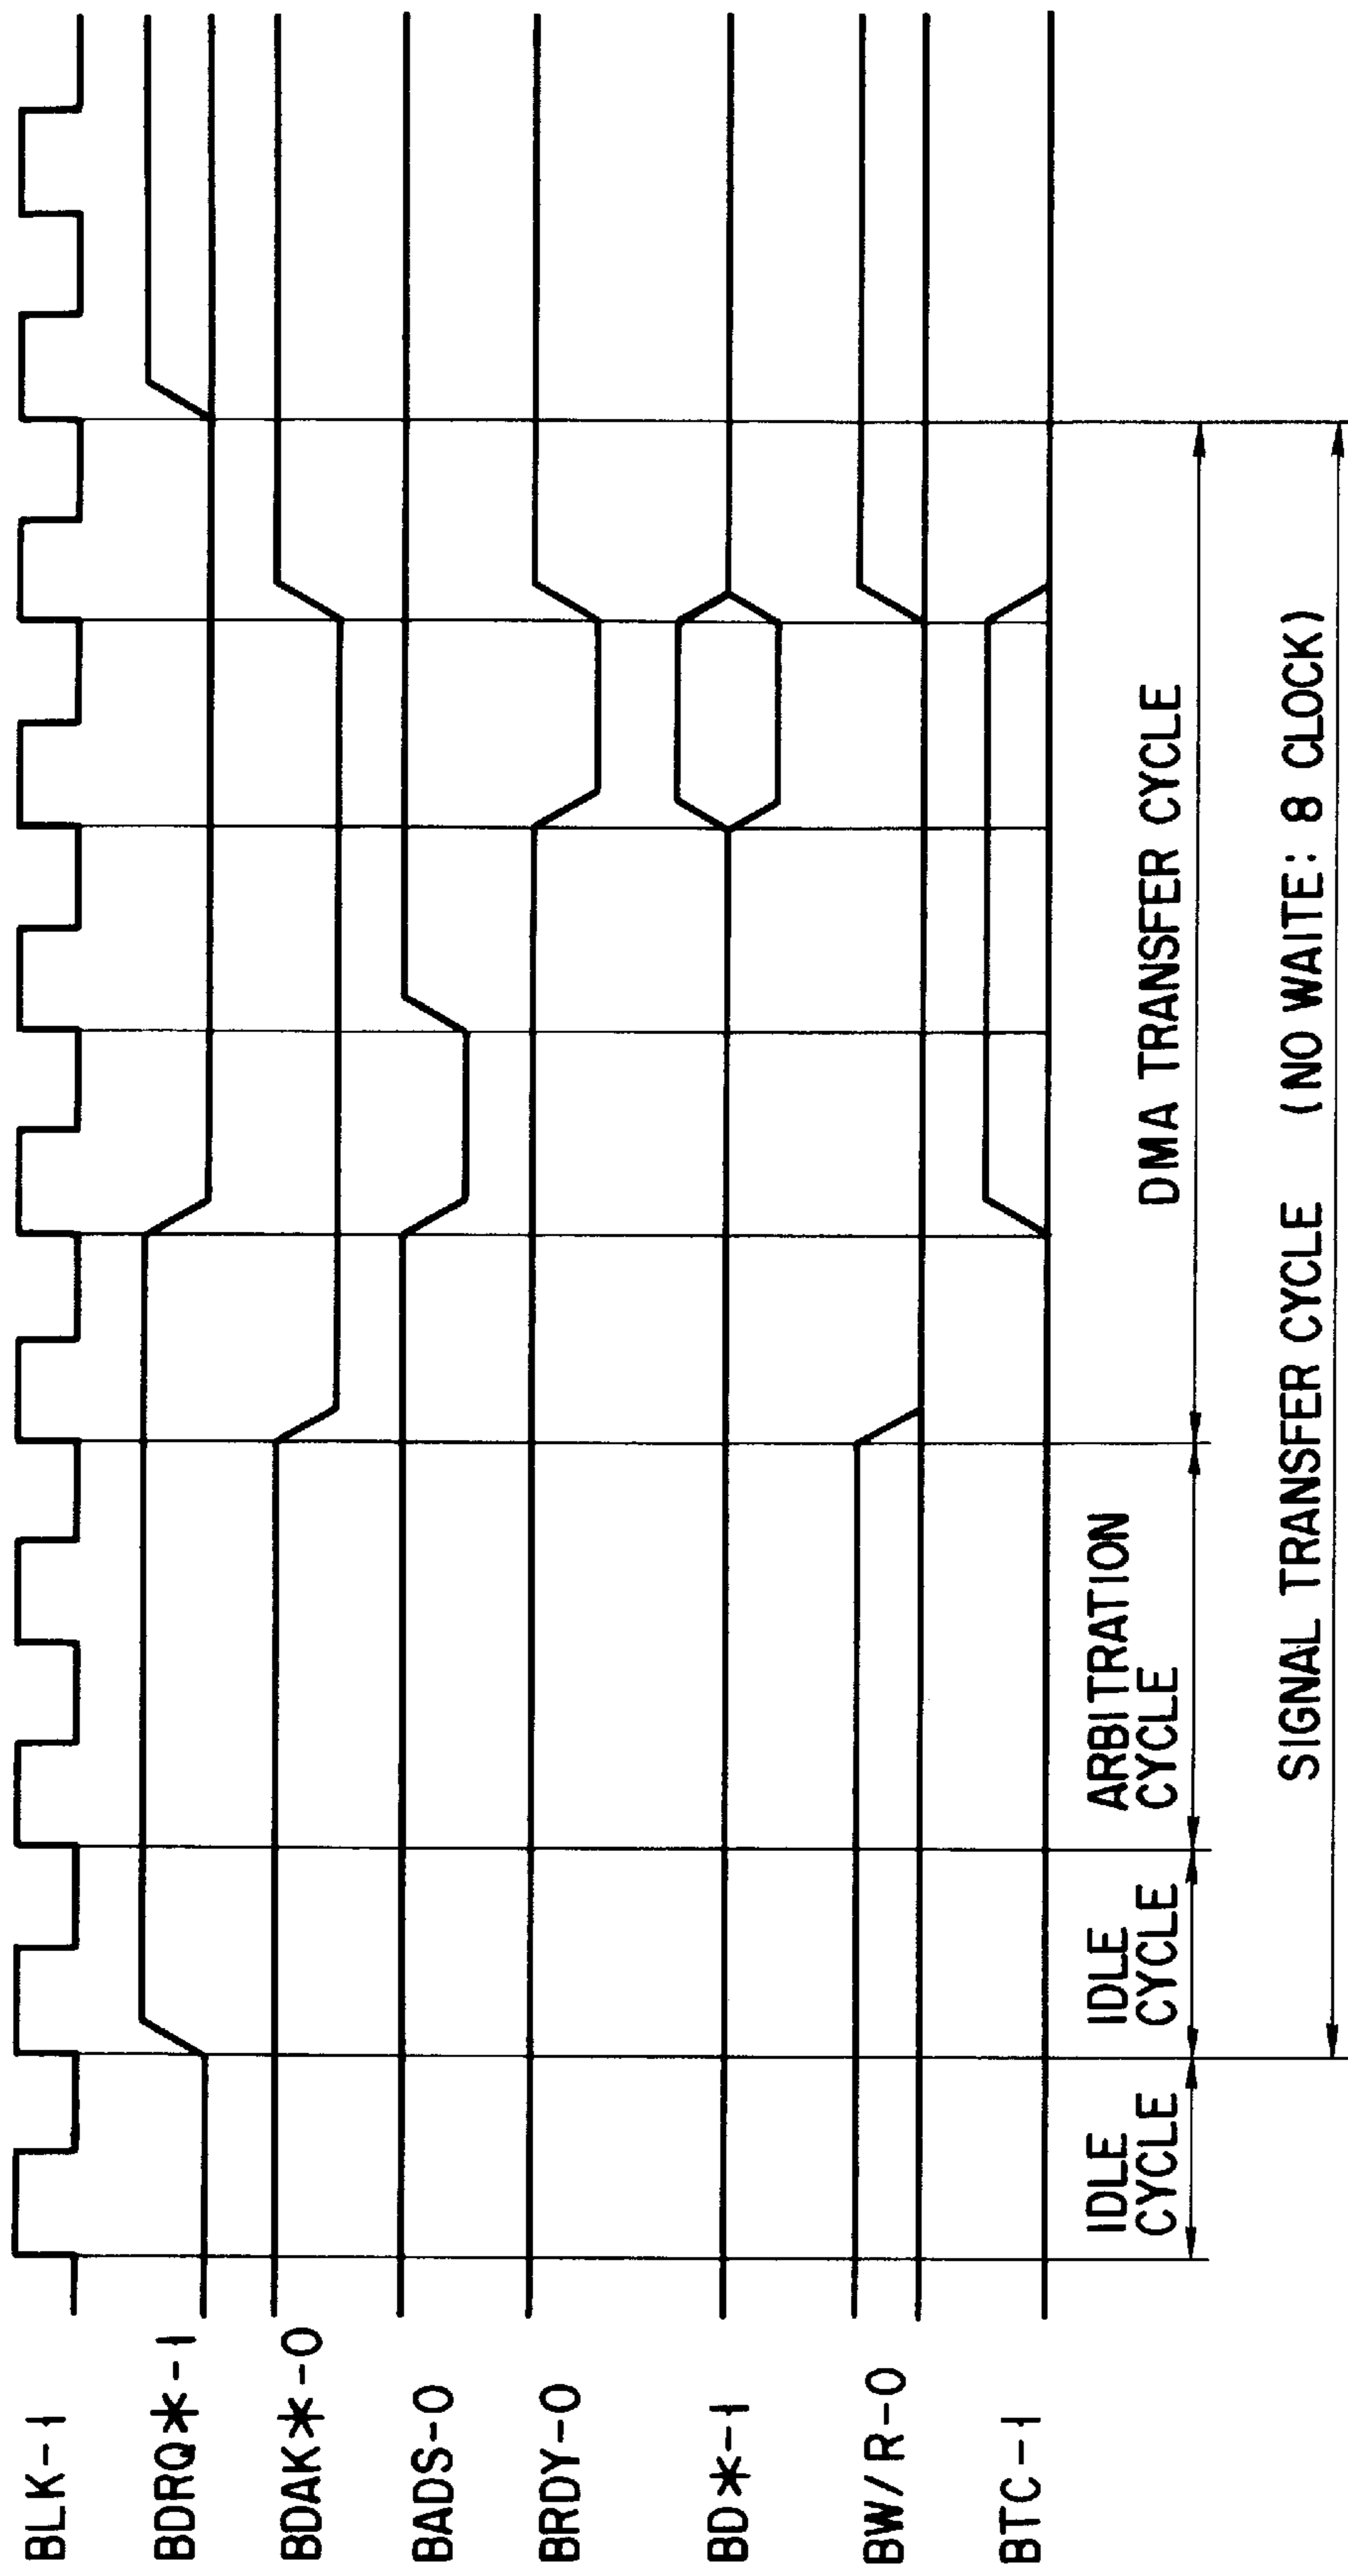 BLK-1
BDRQ*-1
BDAK*-0
BADS-0
BRDY-0
BD*-1
BW/R-0
BTC-1
IDLE
CYCLE
IDLE
CYCLE
ARBITRATION
CYCLE
DMA TRANSFER CYCLE
SIGNAL TRANSFER CYCLE (NO WAITE: 8 CLOCK)